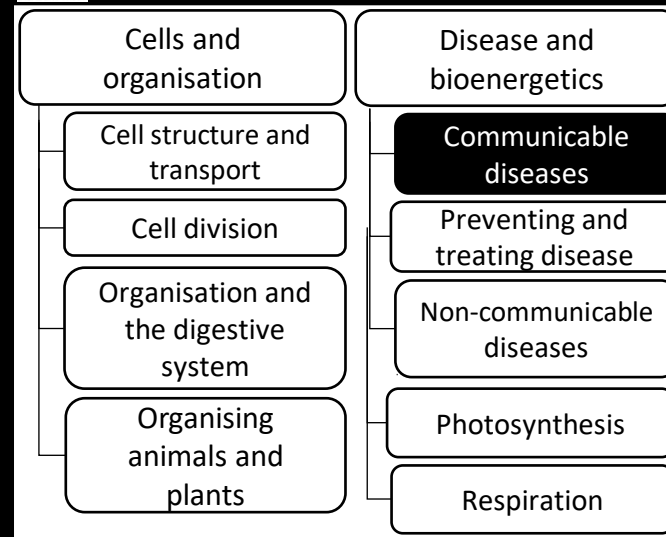 Cells and
organisation
Cell structure and
transport
Cell division
Organisation and
the digestive
system
Organising
animals and
plants
Disease and
bioenergetics
Communicable
diseases
Preventing and
treating disease
Non-communicable
diseases
Photosynthesis
Respiration